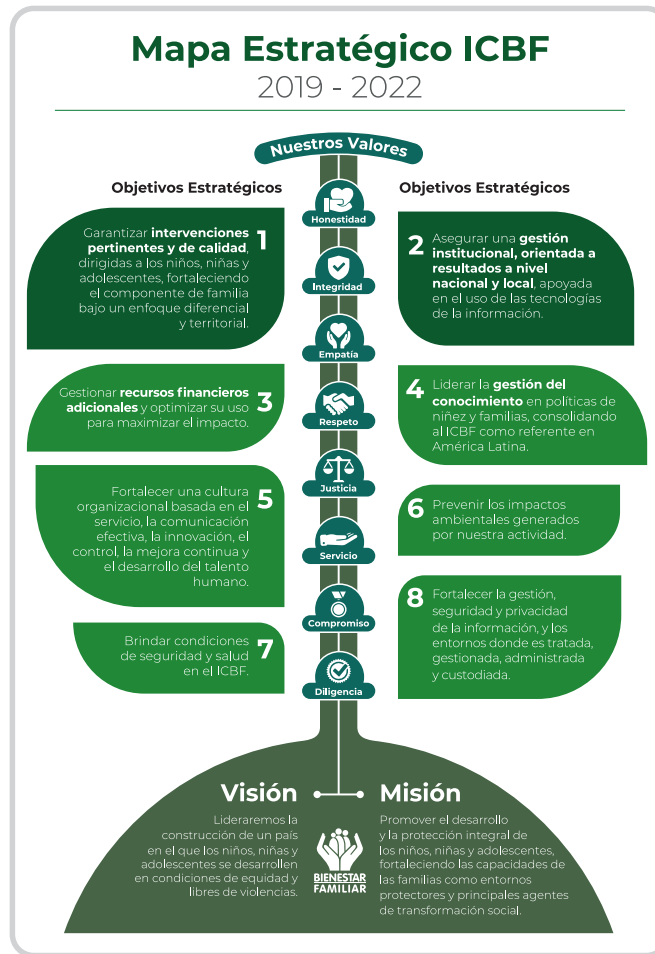 Mapa Estratégico ICBF
2019 - 2022
Nuestros Valores
Objetivos Estratégicos
Objetivos Estratégicos
Honestidad
Integridad
Empatía
Respeto
Justicia
Servicio
Compromiso
Diligencia
1
Garantizar intervenciones
pertinentes y de calidad,
dirigidas a los niños, niñas y
adolescentes, fortaleciendo
el componente de familia
bajo un enfoque diferencial
y territorial.
2
Asegurar una gestión
institucional, orientada a
resultados a nivel
nacional y local, apoyada
en el uso de las tecnologías
de la información.
3
Gestionar recursos financieros
adicionales y optimizar su uso
para maximizar el impacto.
4
Liderar la gestión del
conocimiento en políticas de
niñez y familias, consolidando
al ICBF como referente en
América Latina.
5
Fortalecer una cultura
organizacional basada en el
servicio, la comunicación
efectiva, la innovación, el
control, la mejora continua y
el desarrollo del talento
humano.
6
Prevenir los impactos
ambientales generados
por nuestra actividad.
7
Brindar condiciones
de seguridad y salud
en el ICBF.
8
Fortalecer la gestión,
seguridad y privacidad
de la información, y los
entornos donde es tratada,
gestionada, administrada
y custodiada.
Visión
Lideraremos la
construcción de un país
en el que los niños, niñas y
adolescentes se desarrollen
en condiciones de equidad y
libres de violencias.
BIENESTAR
FAMILIAR
Misión
Promover el desarrollo
y la protección integral de
los niños, niñas y adolescentes,
fortaleciendo las capacidades de
las familias como entornos
protectores y principales agentes
de transformación social.